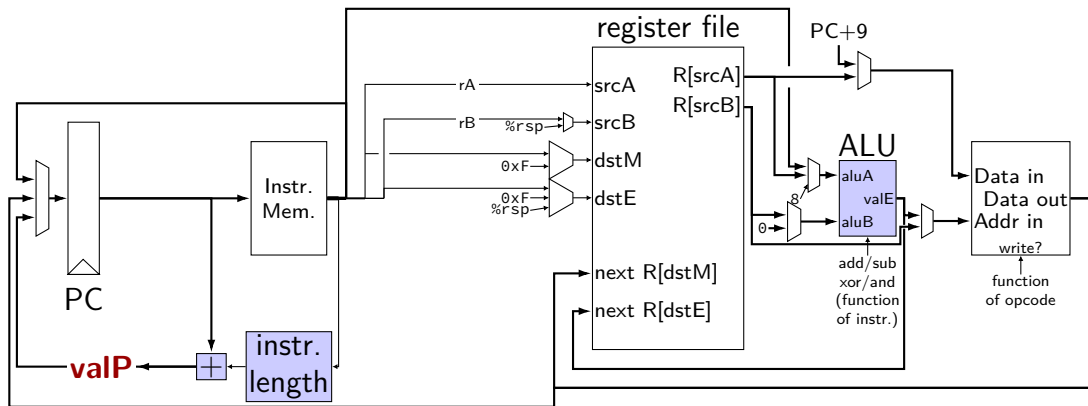 register file
PC+9
rA
rB
%rsp
0xF
0xF
%rsp
srcA
srcB
dstM
dstE
next R[dstM]
next R[dstE]
R[srcA]
R[srcB]
ALU
aluA
valE
aluB
8
0
add/sub
xor/and
(function
of instr.)
Data in
Data out
Addr in
write?
function
of opcode
Instr.
Mem.
PC
valP
+
instr.
length